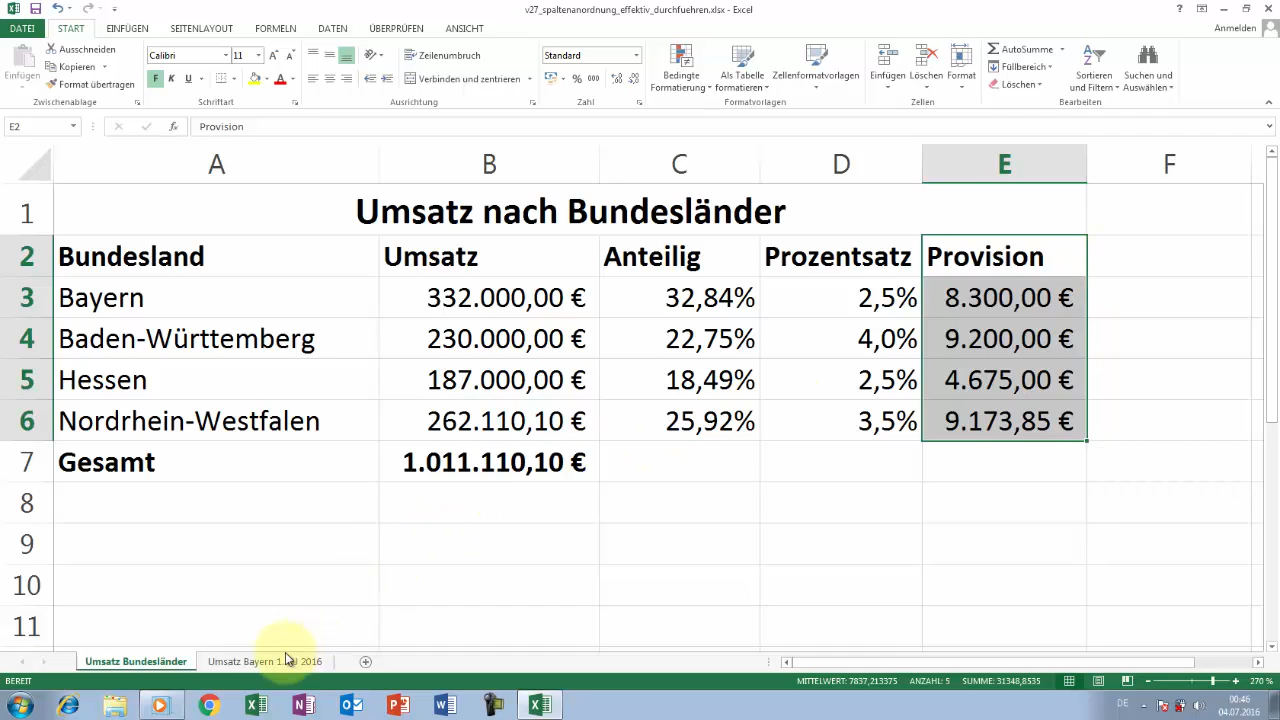 v27_spaltenanordnung_effektiv_durchfuehren.xlsx - Excel
DATEI START EINFÜGEN SEITENLAYOUT FORMELN DATEN ÜBERPRÜFEN ANSICHT Anmelden
Einfügen Ausschneiden Kopieren Format übertragen
Calibri 11 F K U
Zeilenumbruch Verbinden und zentrieren
Standard % 000
Bedingte Formatierung Als Tabelle formatieren Zellenformatvorlagen
Einfügen Löschen Format
AutoSumme Füllbereich Löschen Sortieren und Filtern Suchen und Auswählen
Zwischenablage Schriftart Ausrichtung Zahl Formatvorlagen Zellen Bearbeiten
E2 fx Provision
A B C D E F
1 Umsatz nach Bundesländer
2 Bundesland Umsatz Anteilig Prozentsatz Provision
3 Bayern 332.000,00 € 32,84% 2,5% 8.300,00 €
4 Baden-Württemberg 230.000,00 € 22,75% 4,0% 9.200,00 €
5 Hessen 187.000,00 € 18,49% 2,5% 4.675,00 €
6 Nordrhein-Westfalen 262.110,10 € 25,92% 3,5% 9.173,85 €
7 Gesamt 1.011.110,10 €
8
9
10
11
Umsatz Bundesländer Umsatz Bayern 1. 2016
BEREIT MITTELWERT: 7837,213375 ANZAHL: 5 SUMME: 31348,8535 270 %
DE 00:46
04.07.2016